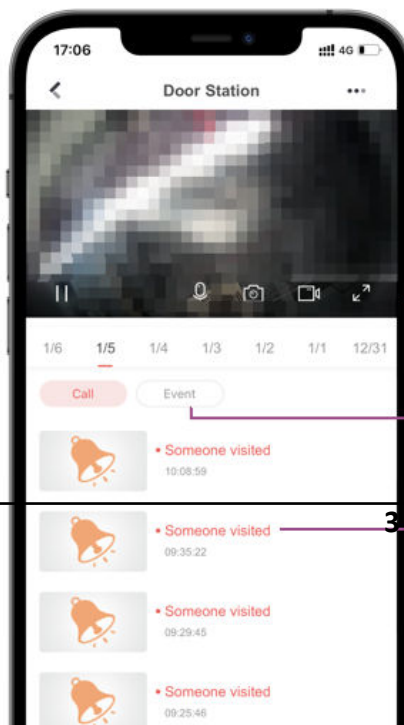 17:06 4G
Door Station
1/6 1/5 1/4 1/3 1/2 1/1 12/31
Call Event
• Someone visited
10:08:59
• Someone visited
09:35:22
3
• Someone visited
09:29:45
• Someone visited
09:25:46